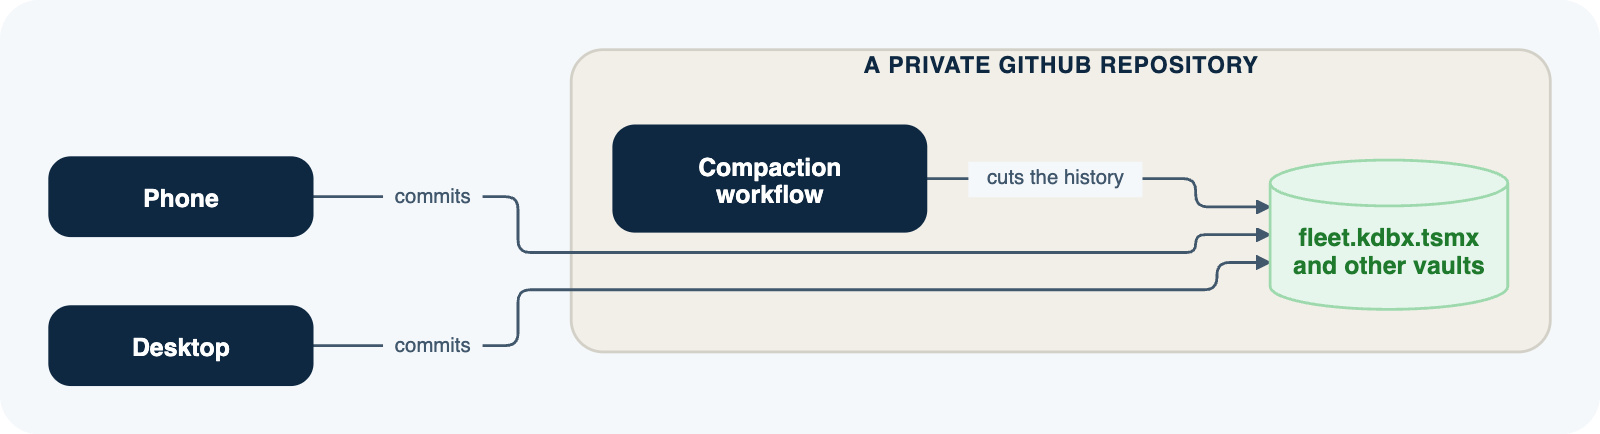 A PRIVATE GITHUB REPOSITORY
Phone
commits
Compaction
workflow
cuts the history
fleet.kdbx.tsmx
and other vaults
Desktop
commits